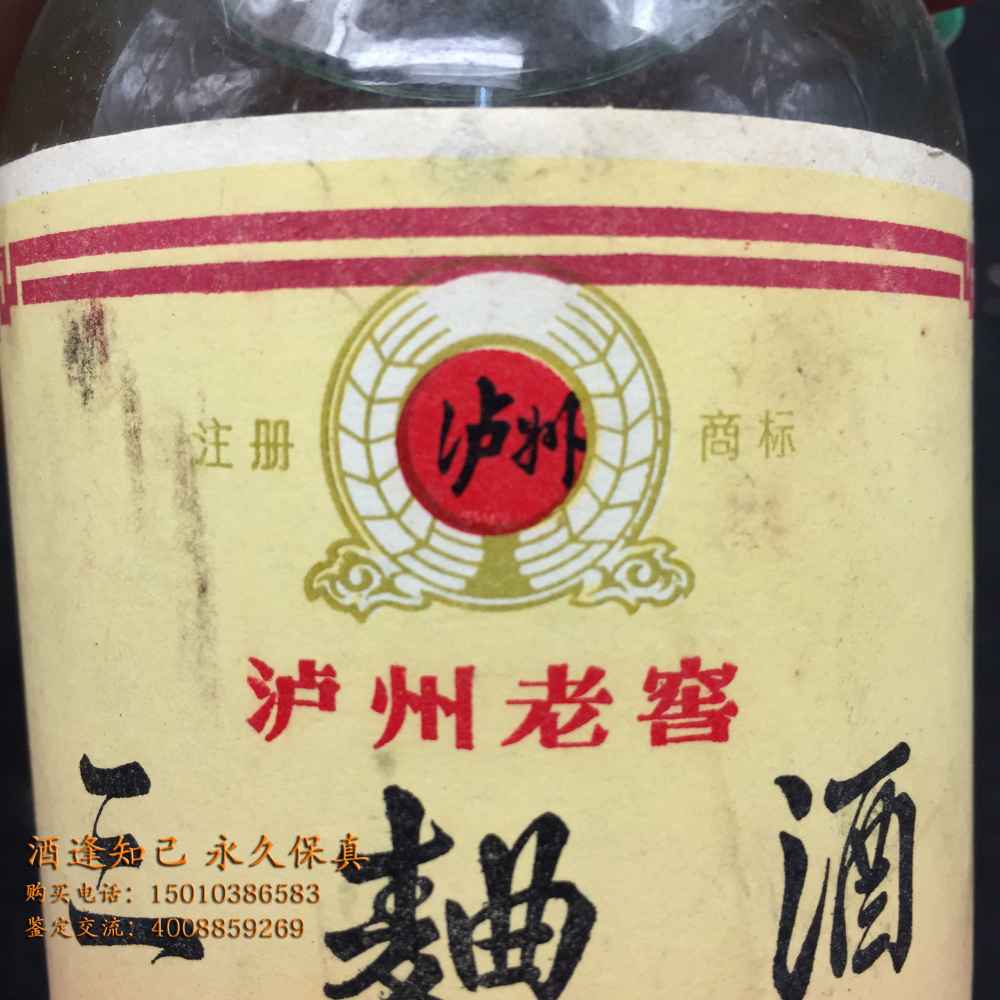 注册 泸州 商标
泸州老窖
三麯酒
酒逢知己 永久保真
购买电话：15010386583
鉴定交流：4008859269